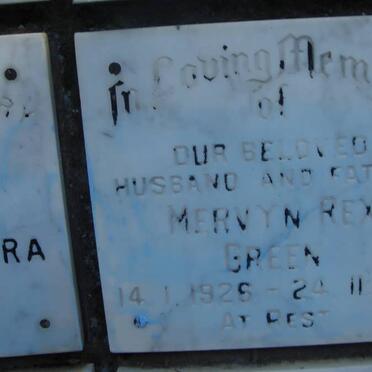 In Loving Mem
of
OUR BELOVED
HUSBAND AND FAT
MERVYN REX
GREEN
14.1.1926 - 24.11
AT REST
RA